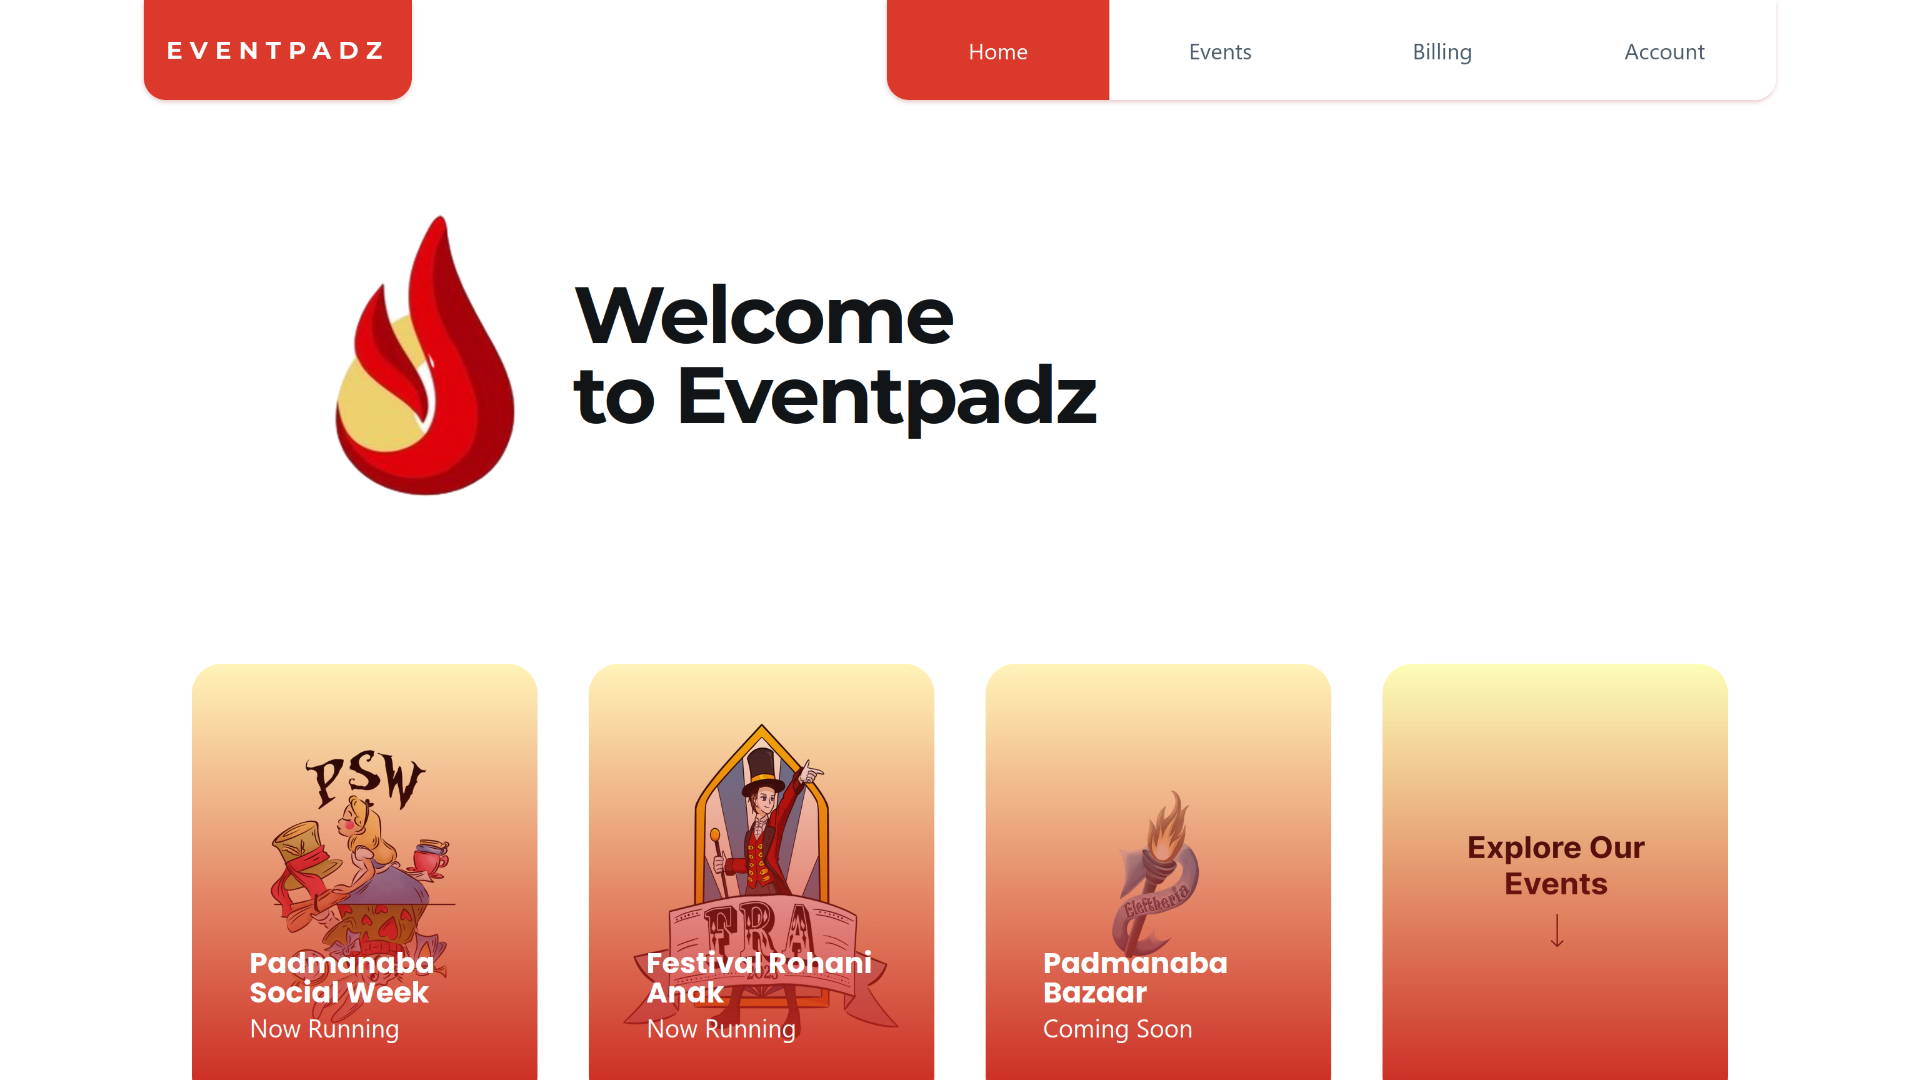 EVENTPADZ
Home
Events
Billing
Account
Welcome
to Eventpadz
PSW
Padmanaba
Social Week
Now Running
FRA
2023
Festival Rohani
Anak
Now Running
Eleftheria
Padmanaba
Bazaar
Coming Soon
Explore Our
Events